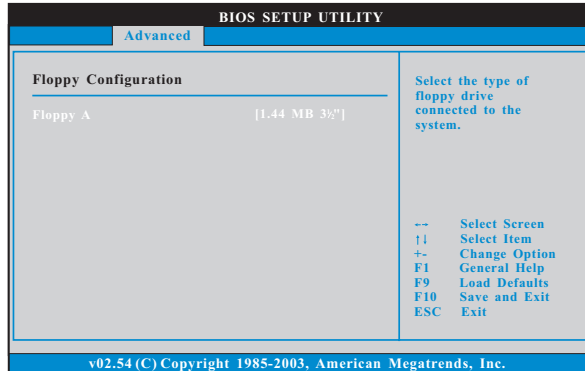 BIOS SETUP UTILITY
Advanced
Floppy Configuration
Floppy A [1.44 MB 3½"]
Select the type of
floppy drive
connected to the
system.
←→ Select Screen
↑↓ Select Item
+- Change Option
F1 General Help
F9 Load Defaults
F10 Save and Exit
ESC Exit
v02.54 (C) Copyright 1985-2003, American Megatrends, Inc.